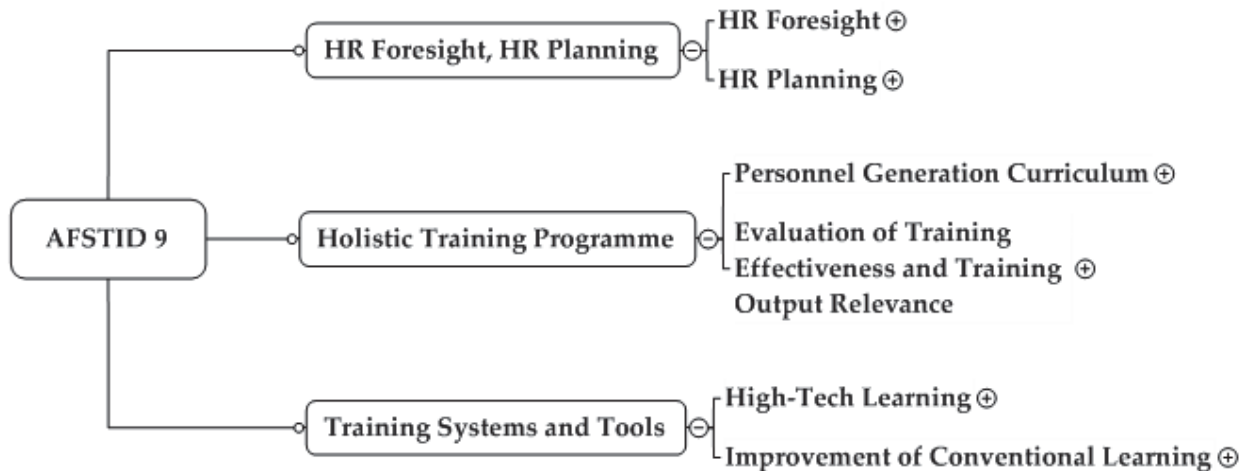 AFSTID 9
HR Foresight, HR Planning
HR Foresight
HR Planning
Holistic Training Programme
Personnel Generation Curriculum
Evaluation of Training
Effectiveness and Training
Output Relevance
Training Systems and Tools
High-Tech Learning
Improvement of Conventional Learning